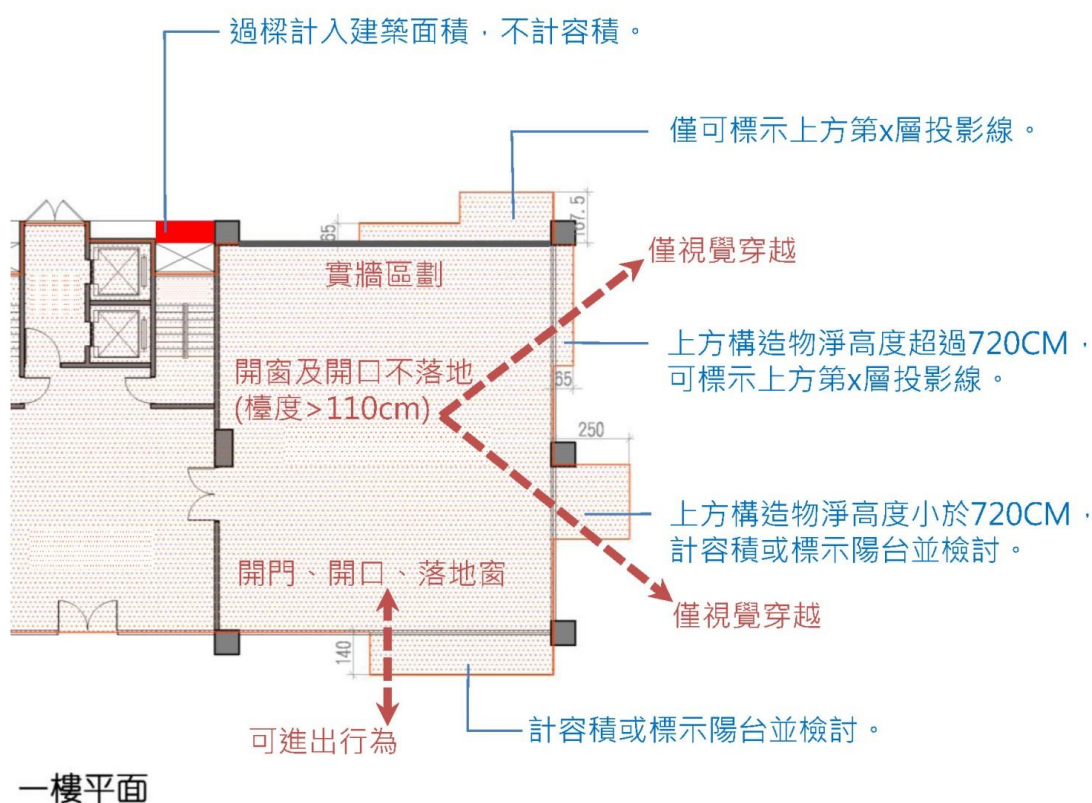 過樑計入建築面積，不計容積。
僅可標示上方第x層投影線。
167.5
65
實牆區劃
僅視覺穿越
上方構造物淨高度超過720CM，
可標示上方第x層投影線。
65
開窗及開口不落地
(檯度>110cm)
250
上方構造物淨高度小於720CM，
計容積或標示陽台並檢討。
開門、開口、落地窗
僅視覺穿越
140
計容積或標示陽台並檢討。
可進出行為
一樓平面